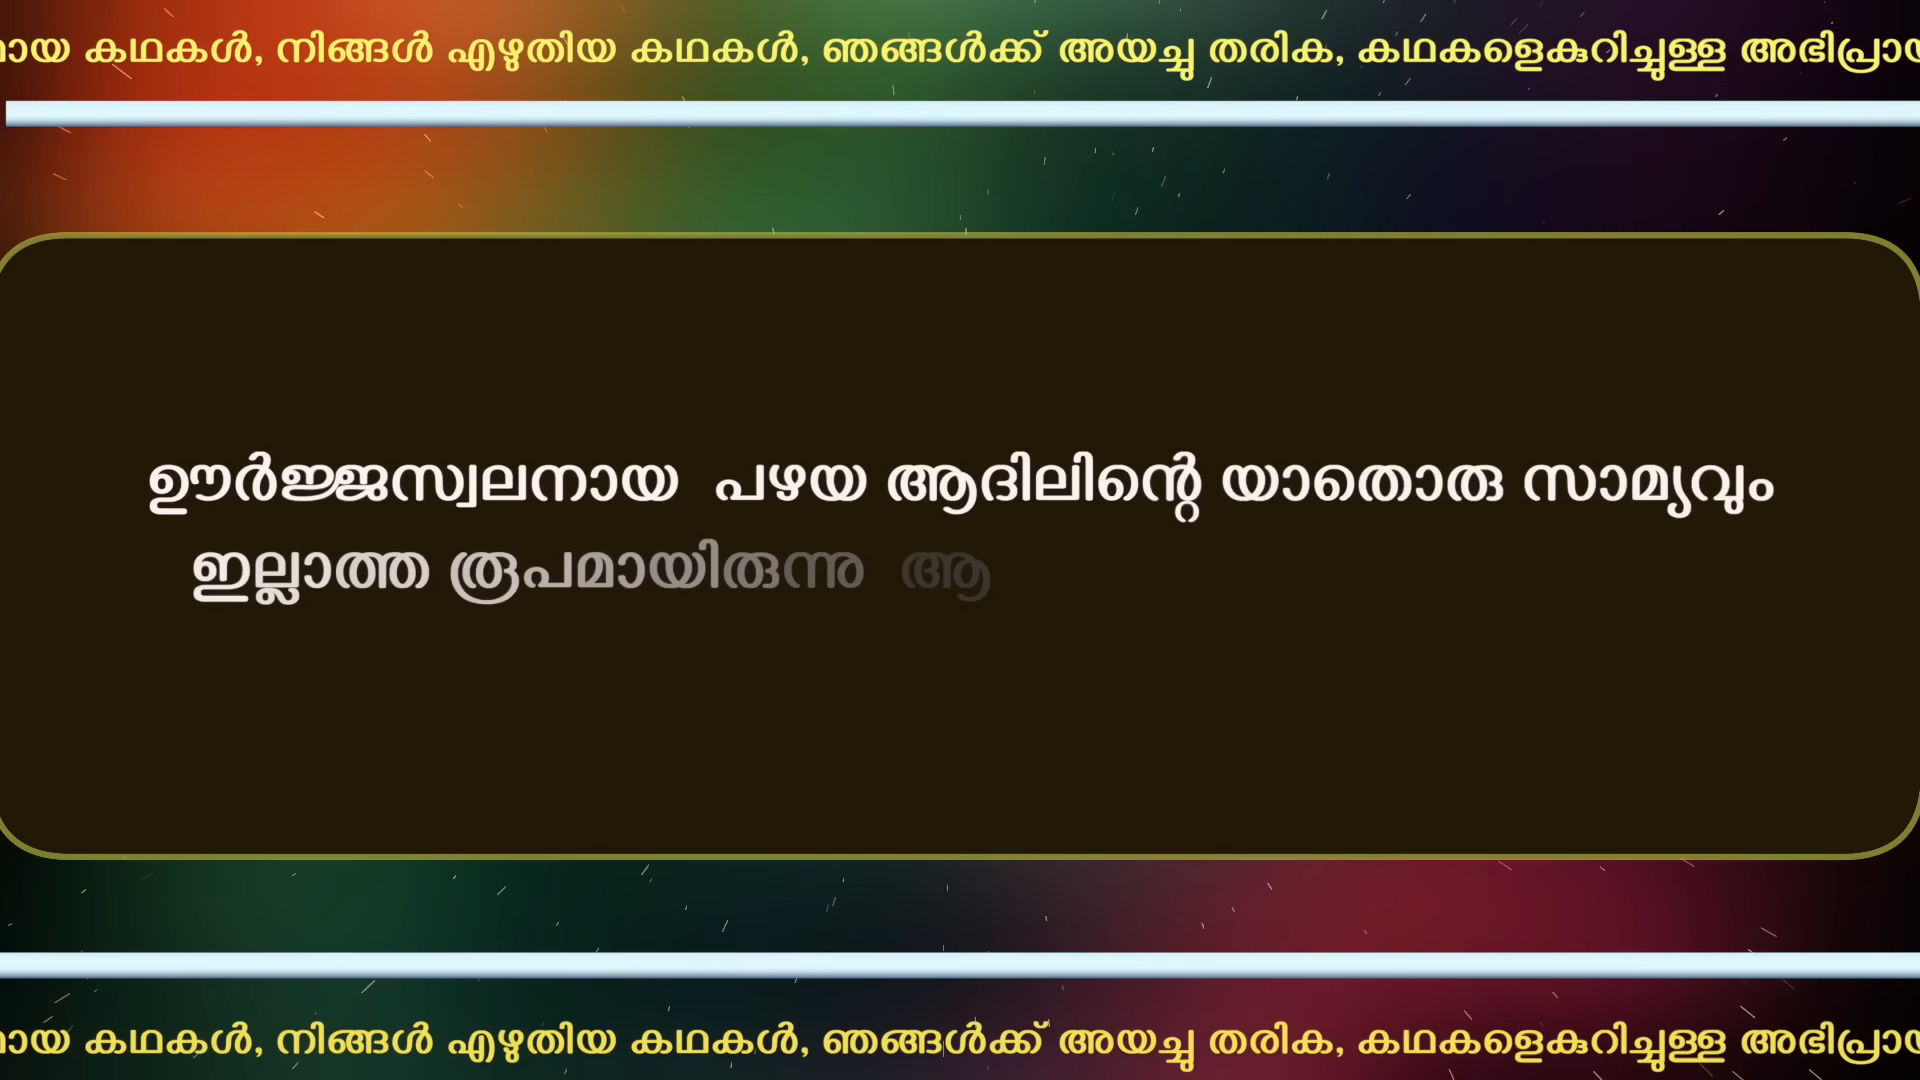 മായ കഥകൾ, നിങ്ങൾ എഴുതിയ കഥകൾ, ഞങ്ങൾക്ക് അയച്ചു തരിക, കഥകളെകുറിച്ചുള്ള അഭിപ്രായ
ഊർജ്ജസ്വലനായ പഴയ ആദിലിന്റെ യാതൊരു സാമ്യവും
ഇല്ലാത്ത രൂപമായിരുന്നു ആ
മായ കഥകൾ, നിങ്ങൾ എഴുതിയ കഥകൾ, ഞങ്ങൾക്ക് അയച്ചു തരിക, കഥകളെകുറിച്ചുള്ള അഭിപ്രായ